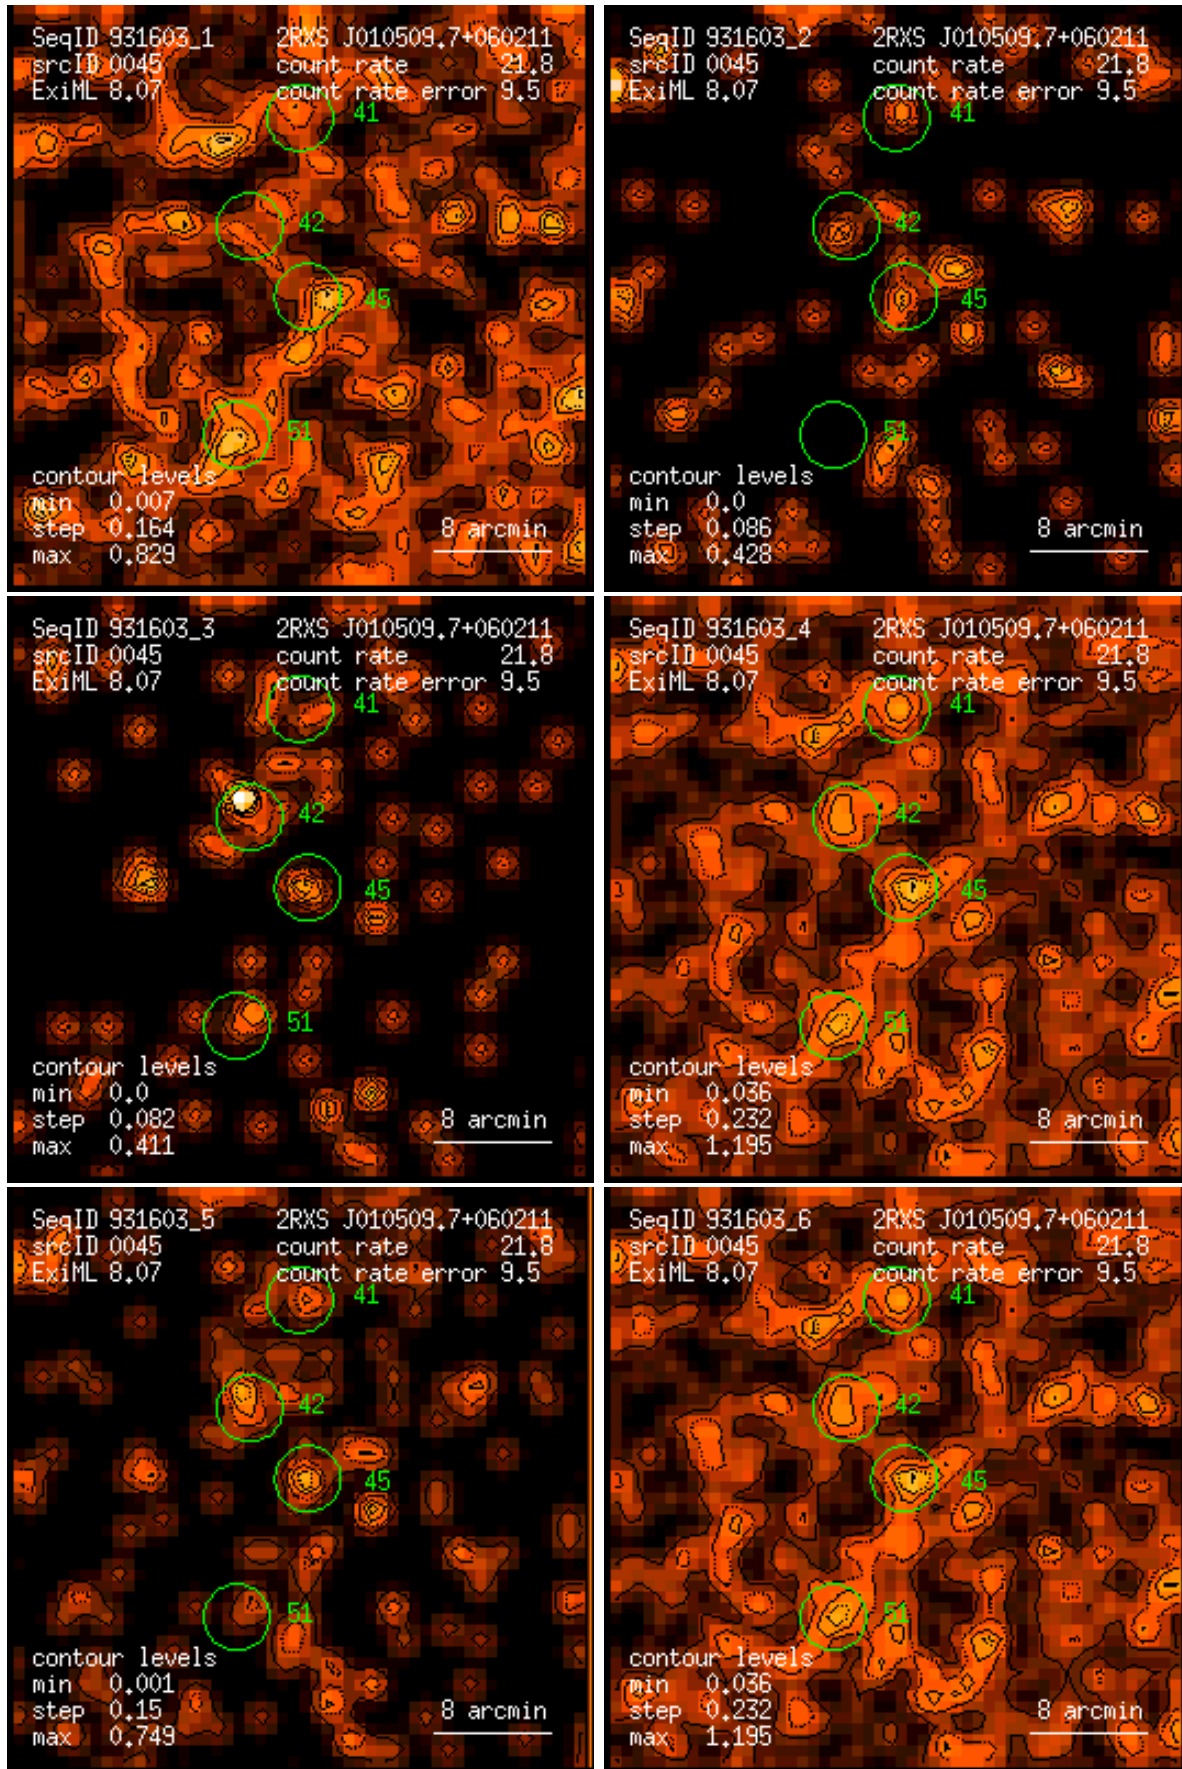 SeqID 931603_1 2RXS J010509.7+060211
srcID 0045 count rate 21.8
ExiML 8.07 count rate error 9.5
41
42
45
51
contour levels
min 0.007
step 0.164 8 arcmin
max 0.829
SeqID 931603_2 2RXS J010509.7+060211
srcID 0045 count rate 21.8
ExiML 8.07 count rate error 9.5
41
42
45
51
contour levels
min 0.0
step 0.086 8 arcmin
max 0.428
SeqID 931603_3 2RXS J010509.7+060211
srcID 0045 count rate 21.8
ExiML 8.07 count rate error 9.5
41
42
45
51
contour levels
min 0.0
step 0.082 8 arcmin
max 0.411
SeqID 931603_4 2RXS J010509.7+060211
srcID 0045 count rate 21.8
ExiML 8.07 count rate error 9.5
41
42
45
51
contour levels
min 0.036
step 0.232 8 arcmin
max 1.195
SeqID 931603_5 2RXS J010509.7+060211
srcID 0045 count rate 21.8
ExiML 8.07 count rate error 9.5
41
42
45
51
contour levels
min 0.001
step 0.15 8 arcmin
max 0.749
SeqID 931603_6 2RXS J010509.7+060211
srcID 0045 count rate 21.8
ExiML 8.07 count rate error 9.5
41
42
45
51
contour levels
min 0.036
step 0.232 8 arcmin
max 1.195